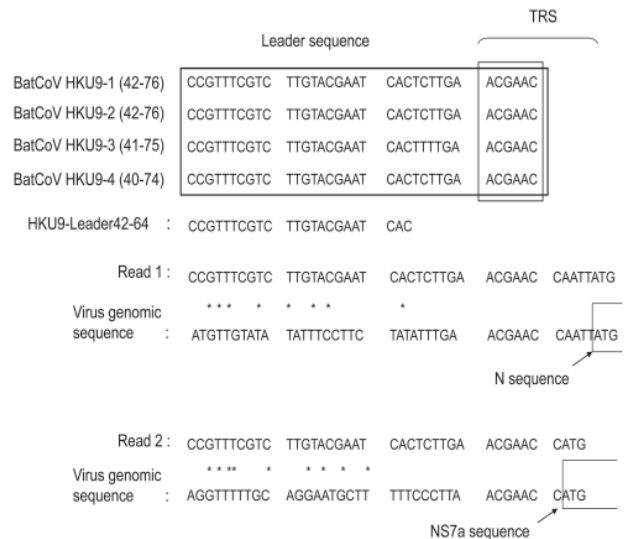 TRS
Leader sequence
BatCoV HKU9-1 (42-76) CCGTTTCGTC TTGTACGAAT CACTCTTGA ACGAAC
BatCoV HKU9-2 (42-76) CCGTTTCGTC TTGTACGAAT CACTCTTGA ACGAAC
BatCoV HKU9-3 (41-75) CCGTTTCGTC TTGTACGAAT CACTTTTGA ACGAAC
BatCoV HKU9-4 (40-74) CCGTTTCGTC TTGTACGAAT CACTCTTGA ACGAAC
HKU9-Leader42-64 : CCGTTTCGTC TTGTACGAAT CAC
Read 1 : CCGTTTCGTC TTGTACGAAT CACTCTTGA ACGAAC CAATTATG
* * * * * * * *
Virus genomic
sequence : ATGTTGTATA TATTTCCTTC TATATTTGA ACGAAC CAATTATG
N sequence
Read 2 : CCGTTTCGTC TTGTACGAAT CACTCTTGA ACGAAC CATG
* * * * * * * * *
Virus genomic
sequence : AGGTTTTTGC AGGAATGCTT TTTCCCTTA ACGAAC CATG
NS7a sequence